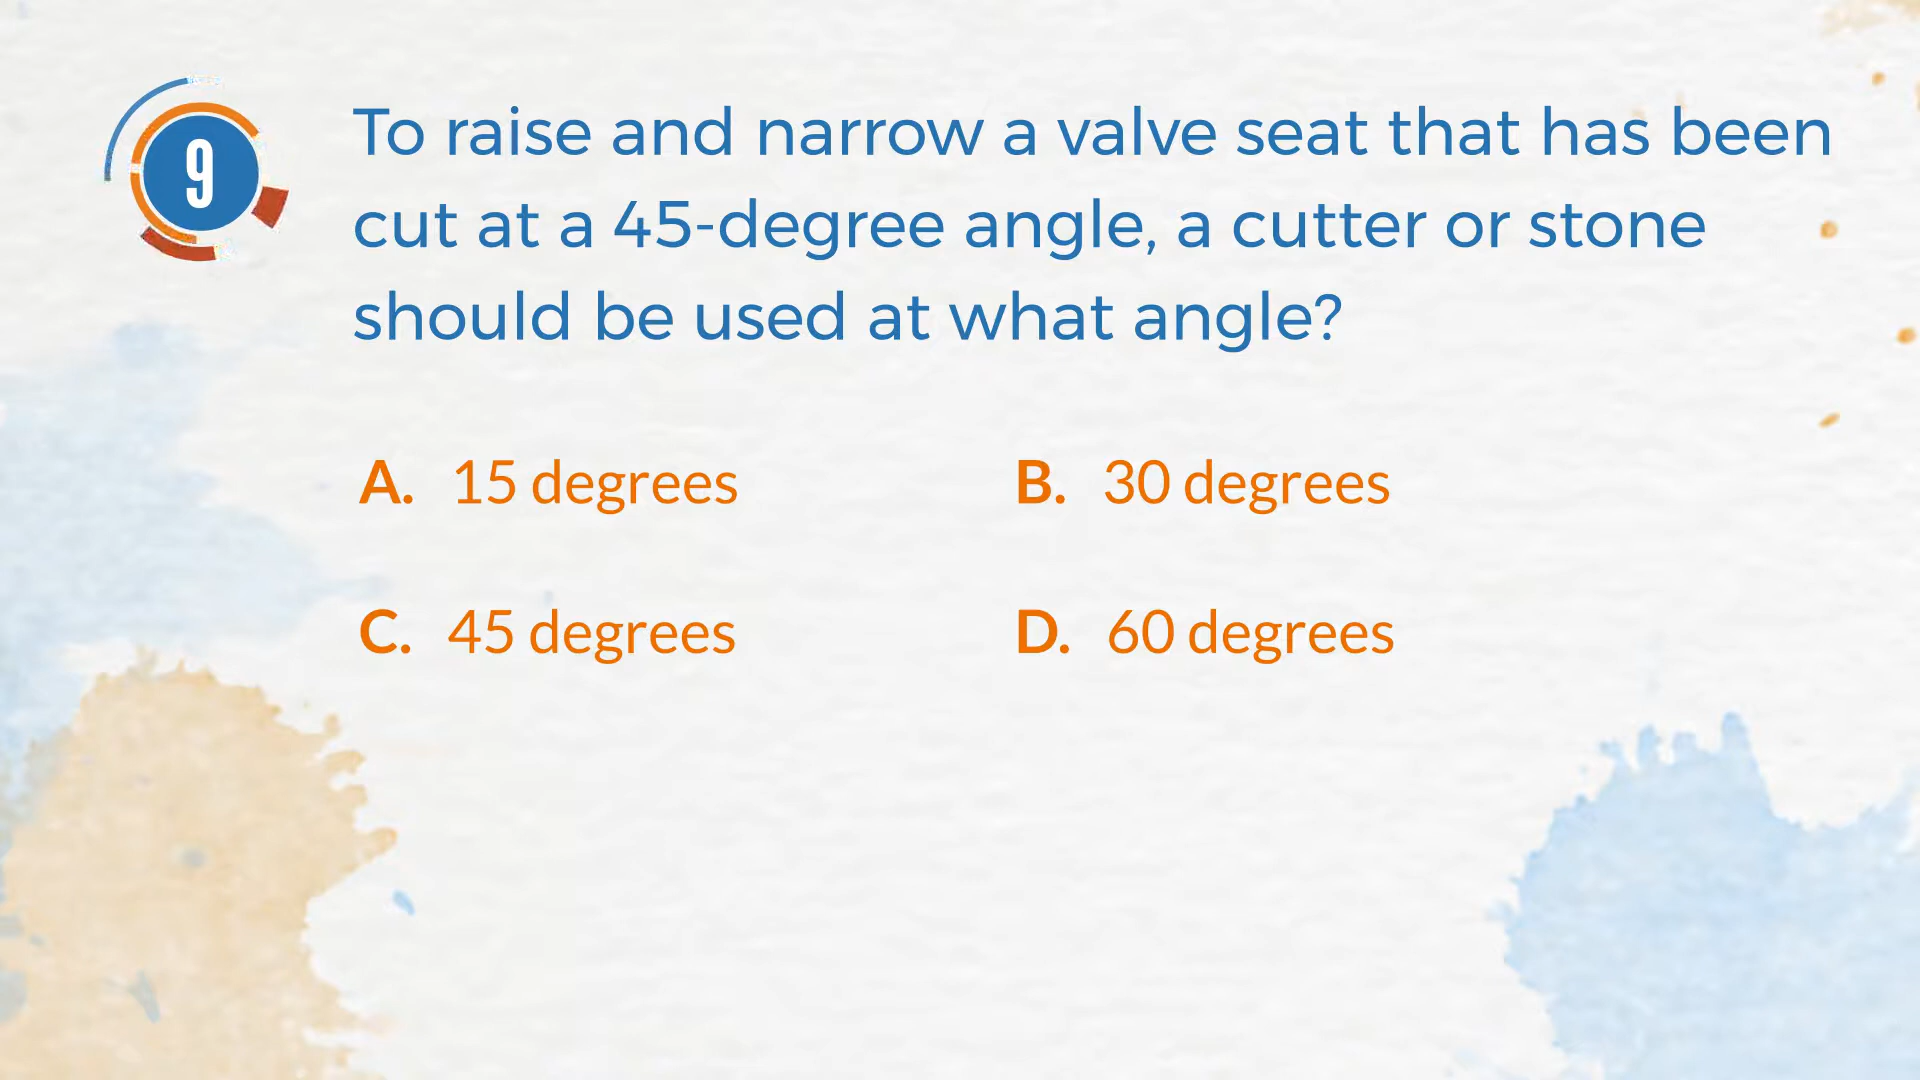 9
To raise and narrow a valve seat that has been
cut at a 45-degree angle, a cutter or stone
should be used at what angle?
A. 15 degrees
B. 30 degrees
C. 45 degrees
D. 60 degrees